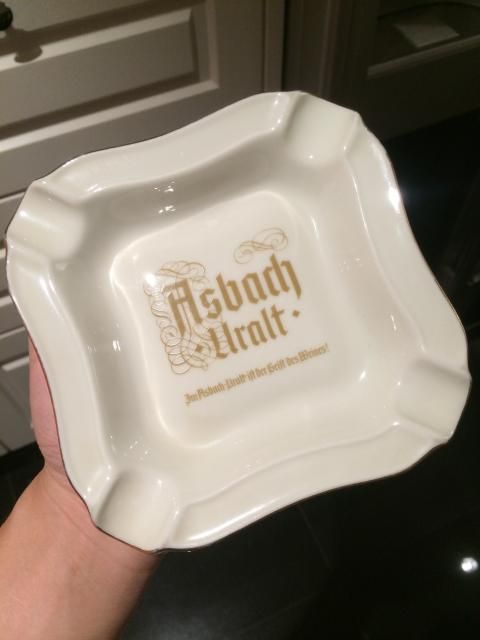 Asbach
· Uralt ·
Im Asbach-Uralt ist der Geist des Weines!